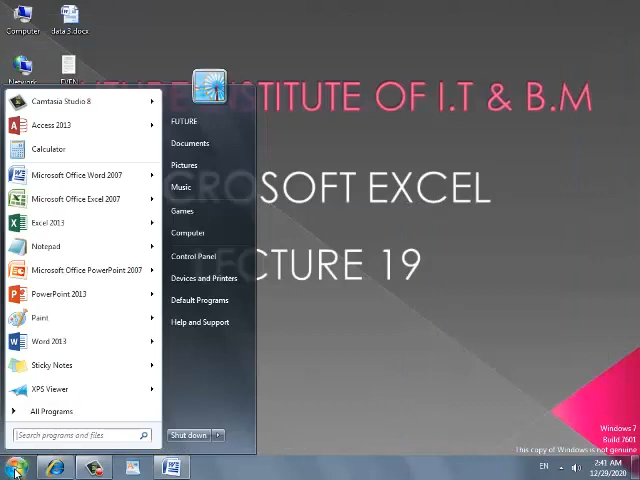 Computer
data 3.docx
INSTITUTE OF I.T & B.M
MICROSOFT EXCEL
LECTURE 19
Camtasia Studio 8
Access 2013
Calculator
Microsoft Office Word 2007
Microsoft Office Excel 2007
Excel 2013
Notepad
Microsoft Office PowerPoint 2007
PowerPoint 2013
Paint
Word 2013
Sticky Notes
XPS Viewer
All Programs
Search programs and files
FUTURE
Documents
Pictures
Music
Games
Computer
Control Panel
Devices and Printers
Default Programs
Help and Support
Shut down
Windows 7
Build 7601
This copy of Windows is not genuine
EN
2:41 AM
12/29/2020